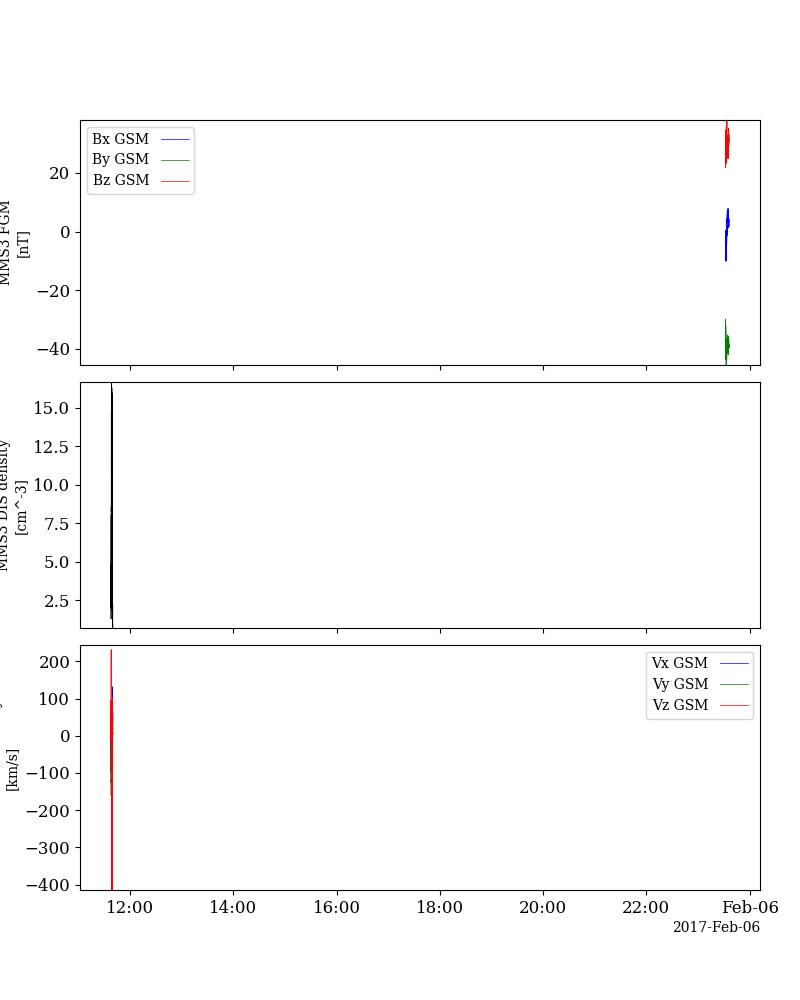 Bx GSM
By GSM
Bz GSM
20
0
−20
−40
MMS3 FGM
[nT]
15.0
12.5
10.0
7.5
5.0
2.5
MMS3 DIS density
[cm^-3]
Vx GSM
Vy GSM
Vz GSM
200
100
0
−100
−200
−300
−400
[km/s]
12:00 14:00 16:00 18:00 20:00 22:00 Feb-06
2017-Feb-06